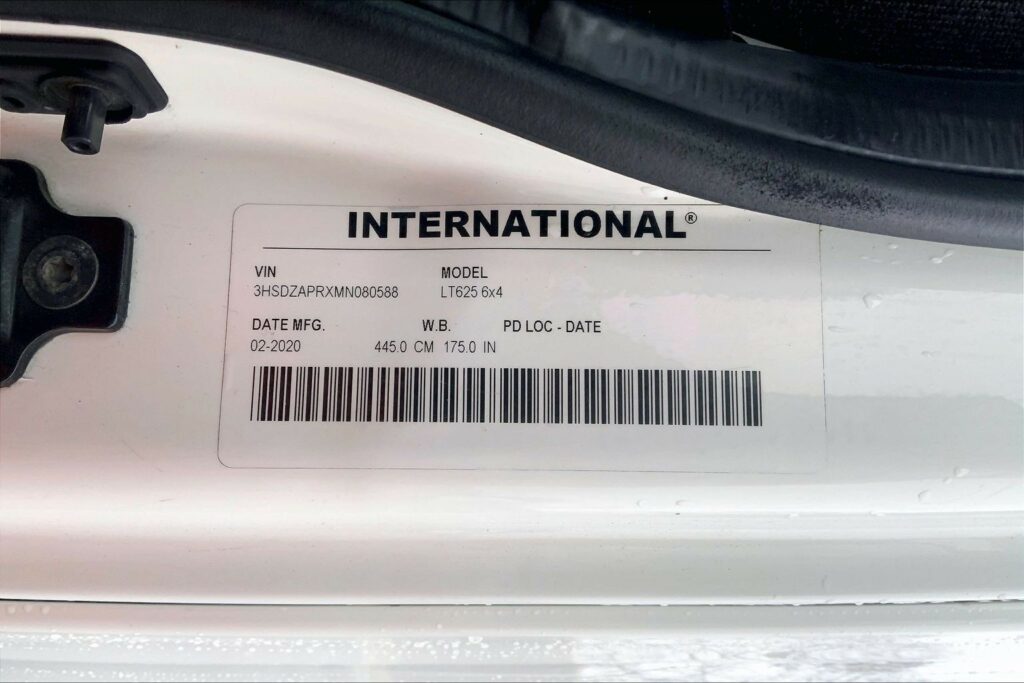 INTERNATIONAL®
VIN MODEL
3HSDZAPRXMN080588 LT625 6x4
DATE MFG. W.B. PD LOC - DATE
02-2020 445.0 CM 175.0 IN